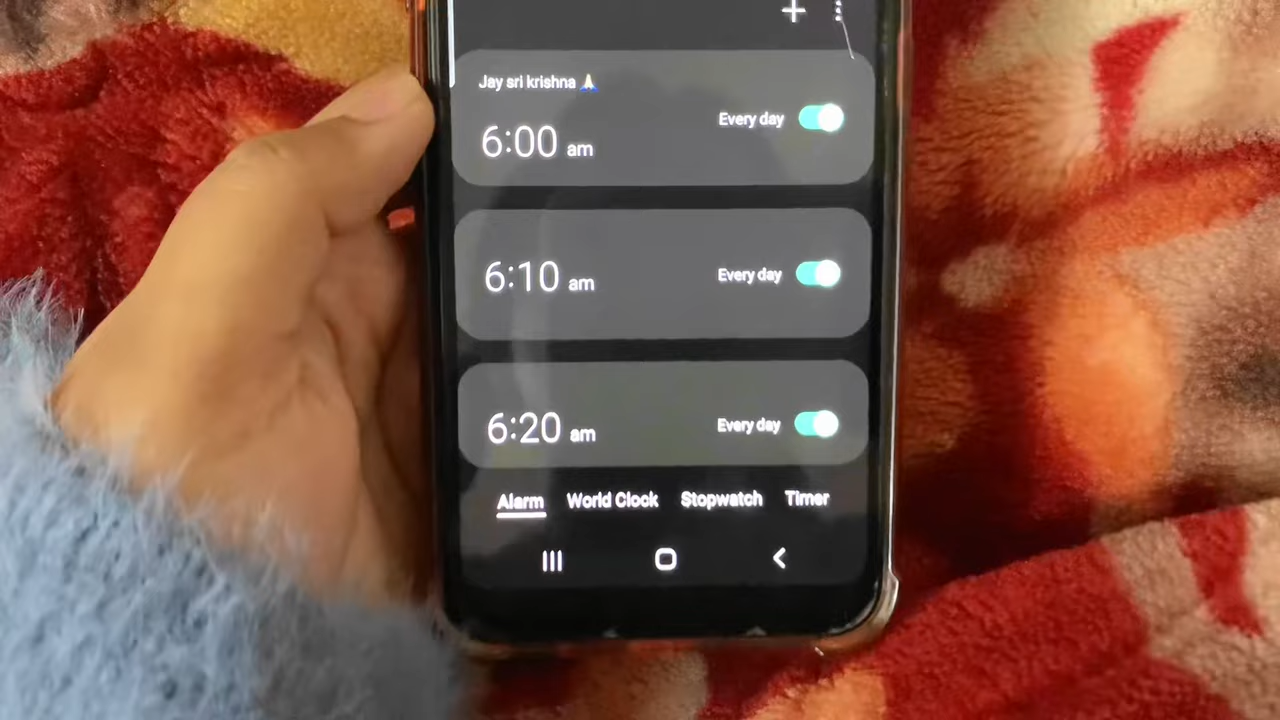 Jay sri krishna 🙏
6:00 am
Every day
6:10 am
Every day
6:20 am
Every day
Alarm World Clock Stopwatch Timer